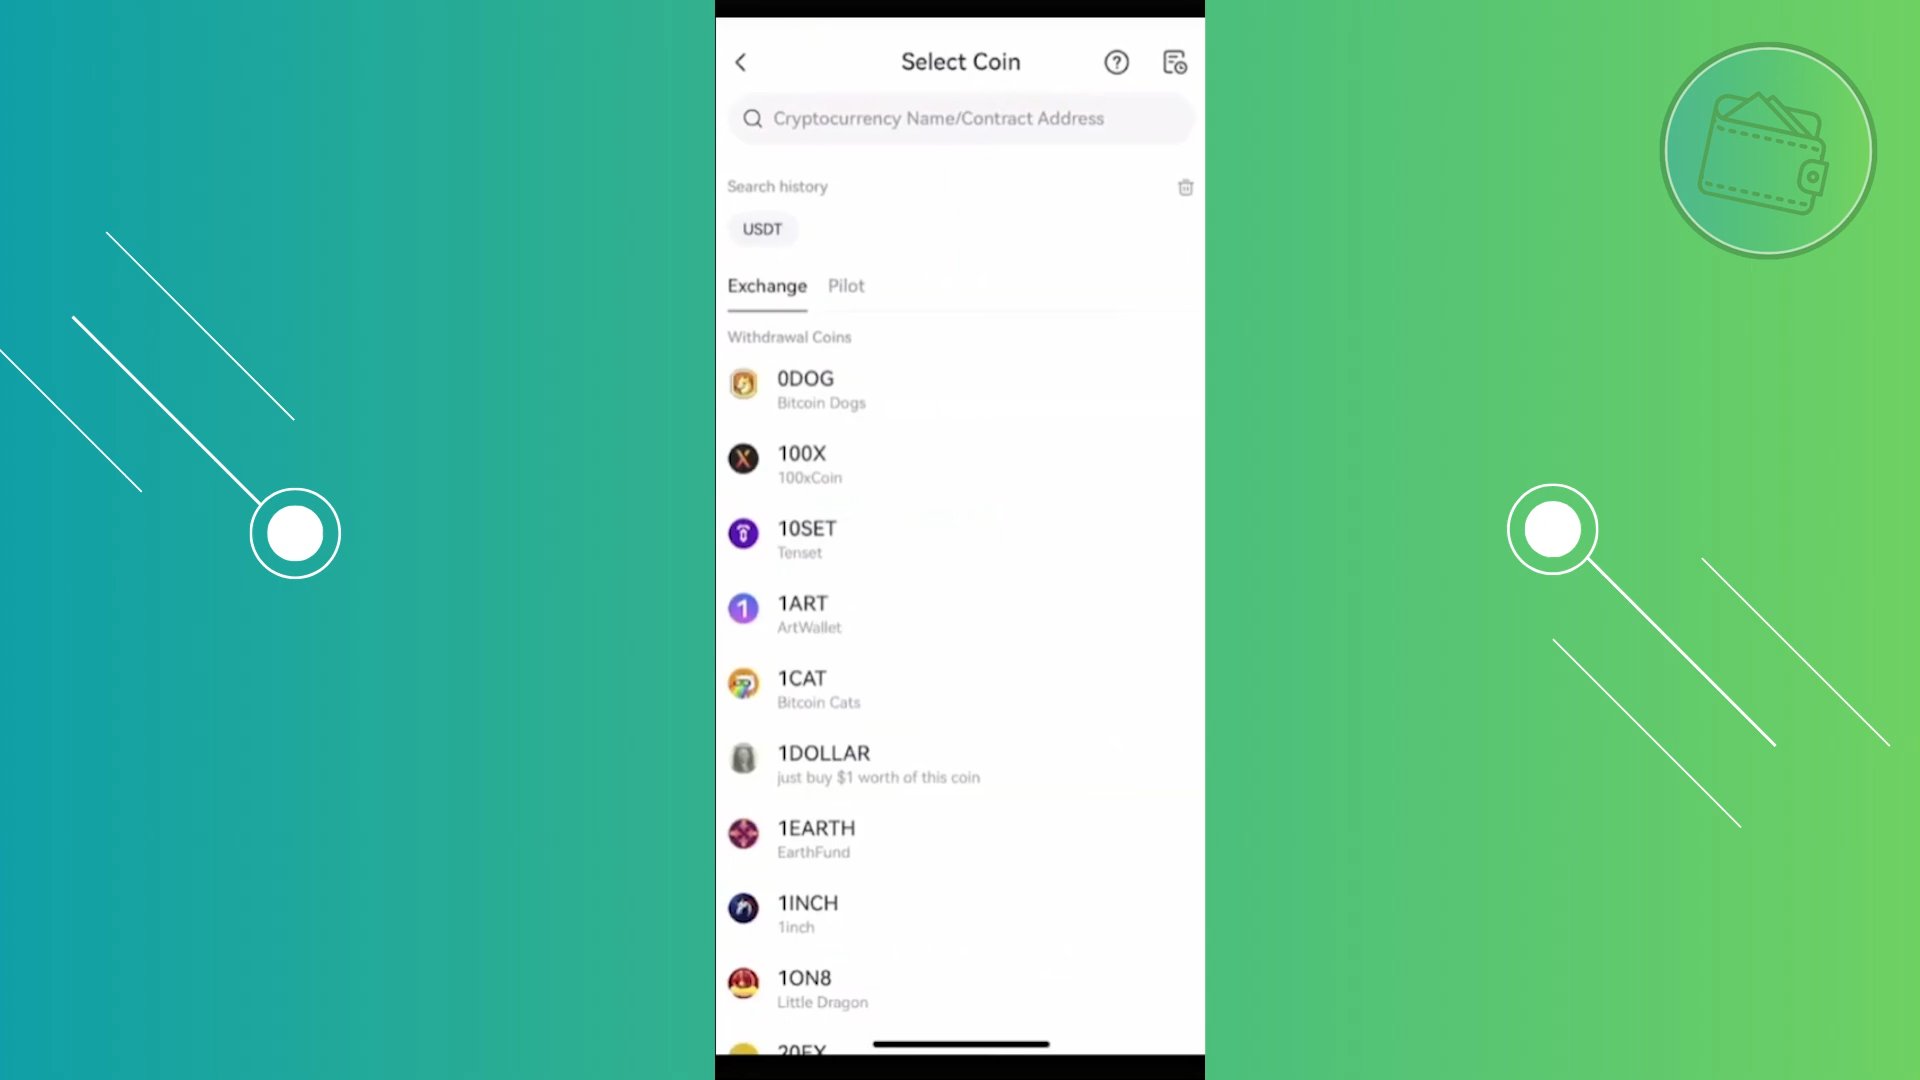 Select Coin
Cryptocurrency Name/Contract Address
Search history
USDT
Exchange Pilot
Withdrawal Coins
0DOG
Bitcoin Dogs
100X
100xCoin
10SET
Tenset
1ART
ArtWallet
1CAT
Bitcoin Cats
1DOLLAR
just buy $1 worth of this coin
1EARTH
EarthFund
1INCH
1inch
1ON8
Little Dragon